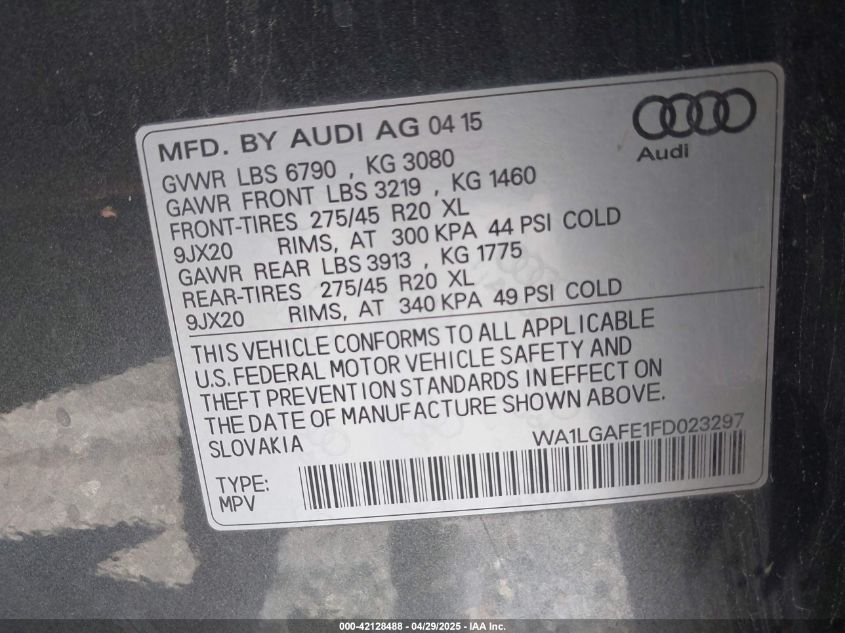 MFD. BY AUDI AG 04 15
Audi
GVWR LBS 6790 , KG 3080
GAWR FRONT LBS 3219 , KG 1460
FRONT-TIRES 275/45 R20 XL
9JX20 RIMS, AT 300 KPA 44 PSI COLD
GAWR REAR LBS 3913 , KG 1775
REAR-TIRES 275/45 R20 XL
9JX20 RIMS, AT 340 KPA 49 PSI COLD
THIS VEHICLE CONFORMS TO ALL APPLICABLE
U.S. FEDERAL MOTOR VEHICLE SAFETY AND
THEFT PREVENTION STANDARDS IN EFFECT ON
THE DATE OF MANUFACTURE SHOWN ABOVE.
SLOVAKIA WA1LGAFE1FD023297
TYPE:
MPV
000-42128488 - 04/29/2025 - IAA Inc.